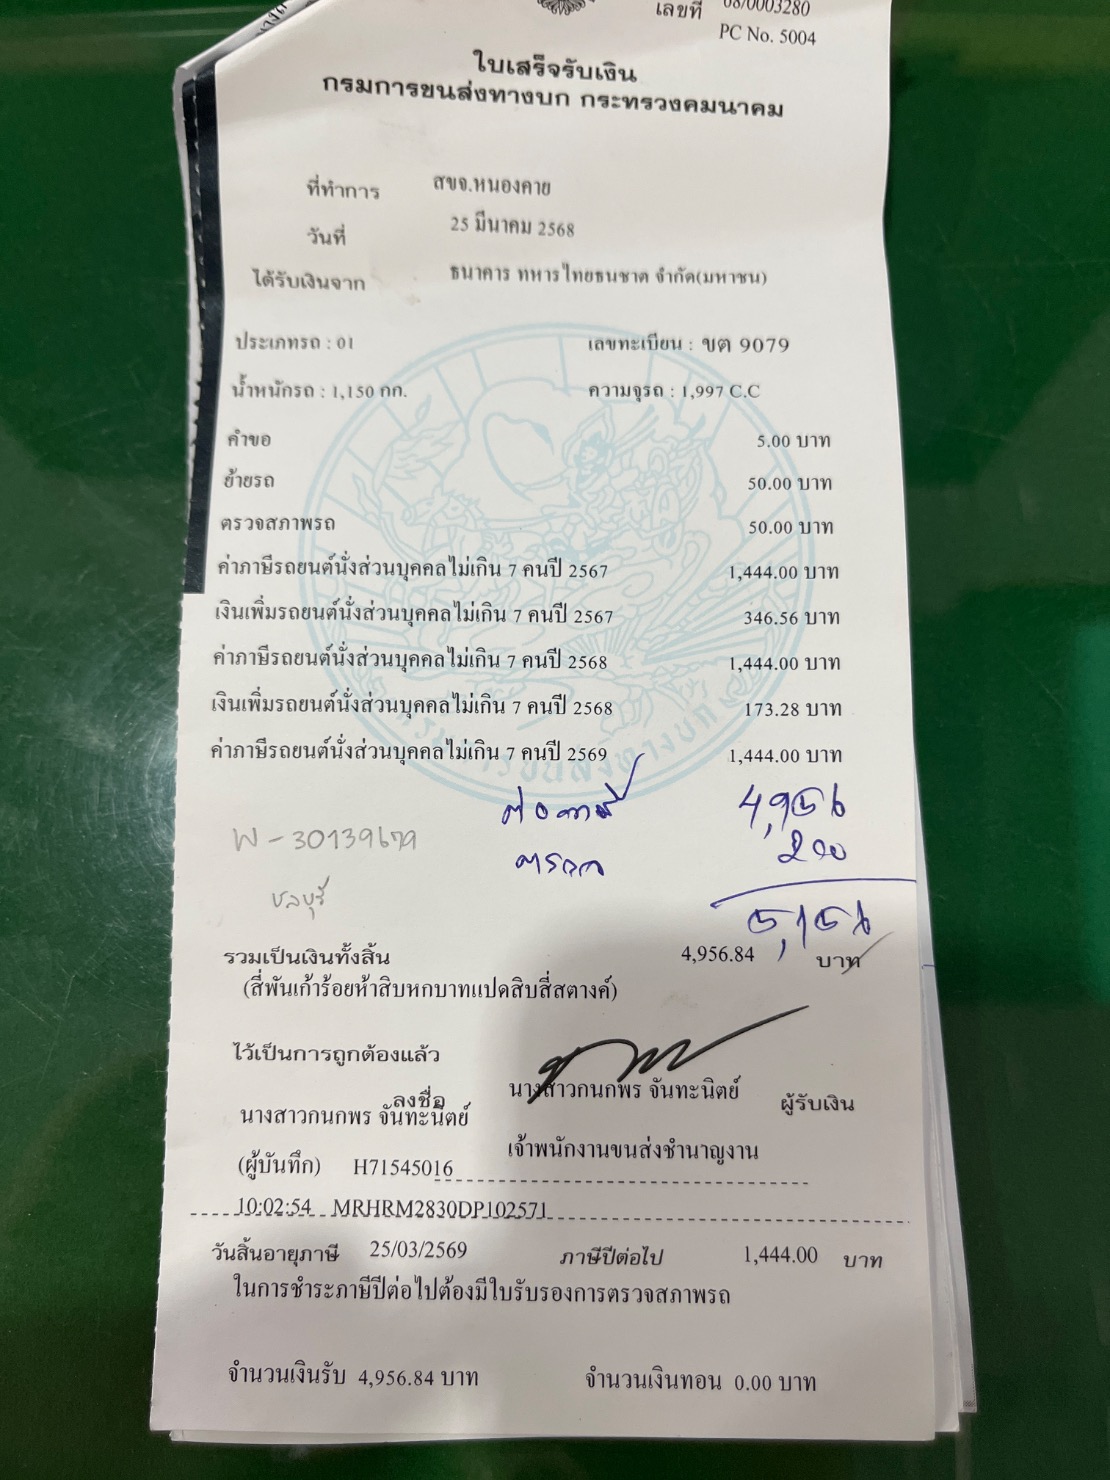 เลขที่ 08/0003280
PC No. 5004
ใบเสร็จรับเงิน
กรมการขนส่งทางบก กระทรวงคมนาคม
ที่ทำการ สขจ.หนองคาย
วันที่ 25 มีนาคม 2568
ได้รับเงินจาก ธนาคาร ทหารไทยธนชาต จำกัด(มหาชน)
ประเภทรถ : 01 เลขทะเบียน : ขต 9079
น้ำหนักรถ : 1,150 กก. ความจุรถ : 1,997 C.C
คำขอ 5.00 บาท
ย้ายรถ 50.00 บาท
ตรวจสภาพรถ 50.00 บาท
ค่าภาษีรถยนต์นั่งส่วนบุคคลไม่เกิน 7 คนปี 2567 1,444.00 บาท
เงินเพิ่มรถยนต์นั่งส่วนบุคคลไม่เกิน 7 คนปี 2567 346.56 บาท
ค่าภาษีรถยนต์นั่งส่วนบุคคลไม่เกิน 7 คนปี 2568 1,444.00 บาท
เงินเพิ่มรถยนต์นั่งส่วนบุคคลไม่เกิน 7 คนปี 2568 173.28 บาท
ค่าภาษีรถยนต์นั่งส่วนบุคคลไม่เกิน 7 คนปี 2569 1,444.00 บาท
ต่อภาษี 4,956
W-30139679 ตรวจ 200
ชลบุรี 5,156
รวมเป็นเงินทั้งสิ้น 4,956.84 บาท
(สี่พันเก้าร้อยห้าสิบหกบาทแปดสิบสี่สตางค์)
ไว้เป็นการถูกต้องแล้ว
ลงชื่อ นางสาวกนกพร จันทะนิตย์ ผู้รับเงิน
นางสาวกนกพร จันทะนิตย์
(ผู้บันทึก) H71545016 เจ้าพนักงานขนส่งชำนาญงาน
10:02:54 MRHRM2830DP102571
วันสิ้นอายุภาษี 25/03/2569 ภาษีปีต่อไป 1,444.00 บาท
ในการชำระภาษีปีต่อไปต้องมีใบรับรองการตรวจสภาพรถ
จำนวนเงินรับ 4,956.84 บาท จำนวนเงินทอน 0.00 บาท